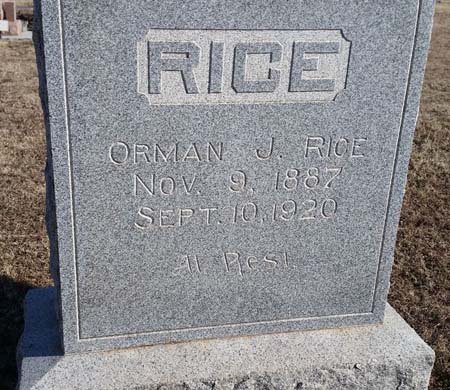 RICE
ORMAN J. RICE
NOV. 9, 1887
SEPT. 10, 1920
At Rest